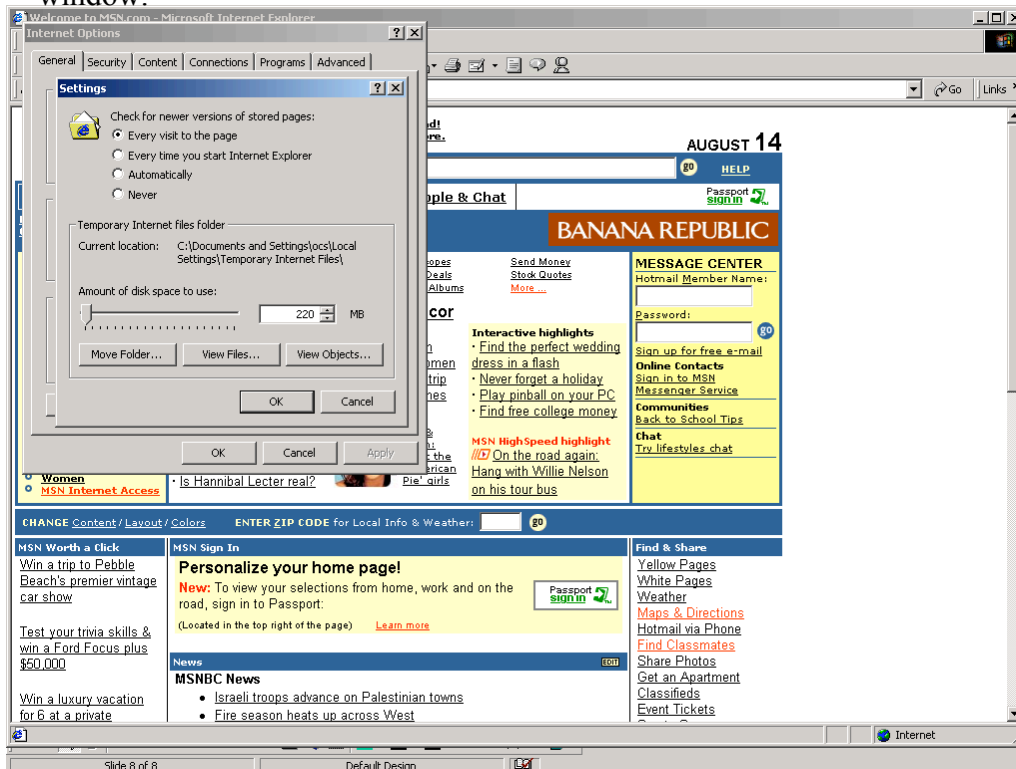 window.
Welcome to MSN.com - Microsoft Internet Explorer
Internet Options
General Security Content Connections Programs Advanced
Settings
Check for newer versions of stored pages:
Every visit to the page
Every time you start Internet Explorer
Automatically
Never
Temporary Internet files folder
Current location: C:\Documents and Settings\ocs\Local
Settings\Temporary Internet Files\
Amount of disk space to use:
220 MB
Move Folder... View Files... View Objects...
OK Cancel
OK Cancel Apply
Go Links
AUGUST 14
go HELP
& Chat
Passport
sign in
BANANA REPUBLIC
Send Money
Deals Stock Quotes
Albums More ...
MESSAGE CENTER
Hotmail Member Name:
Password:
go
Sign up for free e-mail
Online Contacts
Sign in to MSN
Messenger Service
Communities
Back to School Tips
Chat
Try lifestyles chat
Interactive highlights
· Find the perfect wedding
dress in a flash
· Never forget a holiday
· Play pinball on your PC
· Find free college money
MSN HighSpeed highlight
On the road again:
Hang with Willie Nelson
on his tour bus
trip
&
the
Pie' girls
Women
MSN Internet Access
· Is Hannibal Lecter real?
CHANGE Content / Layout / Colors ENTER ZIP CODE for Local Info & Weather: go
MSN Worth a Click
Win a trip to Pebble
Beach's premier vintage
car show
Test your trivia skills &
win a Ford Focus plus
$50,000
Win a luxury vacation
for 6 at a private
MSN Sign In
Personalize your home page!
New: To view your selections from home, work and on the
road, sign in to Passport:
(Located in the top right of the page) Learn more
Passport
sign in
News EDIT
MSNBC News
• Israeli troops advance on Palestinian towns
• Fire season heats up across West
Find & Share
Yellow Pages
White Pages
Weather
Maps & Directions
Hotmail via Phone
Find Classmates
Share Photos
Get an Apartment
Classifieds
Event Tickets
Internet
Slide 8 of 8 Default Design